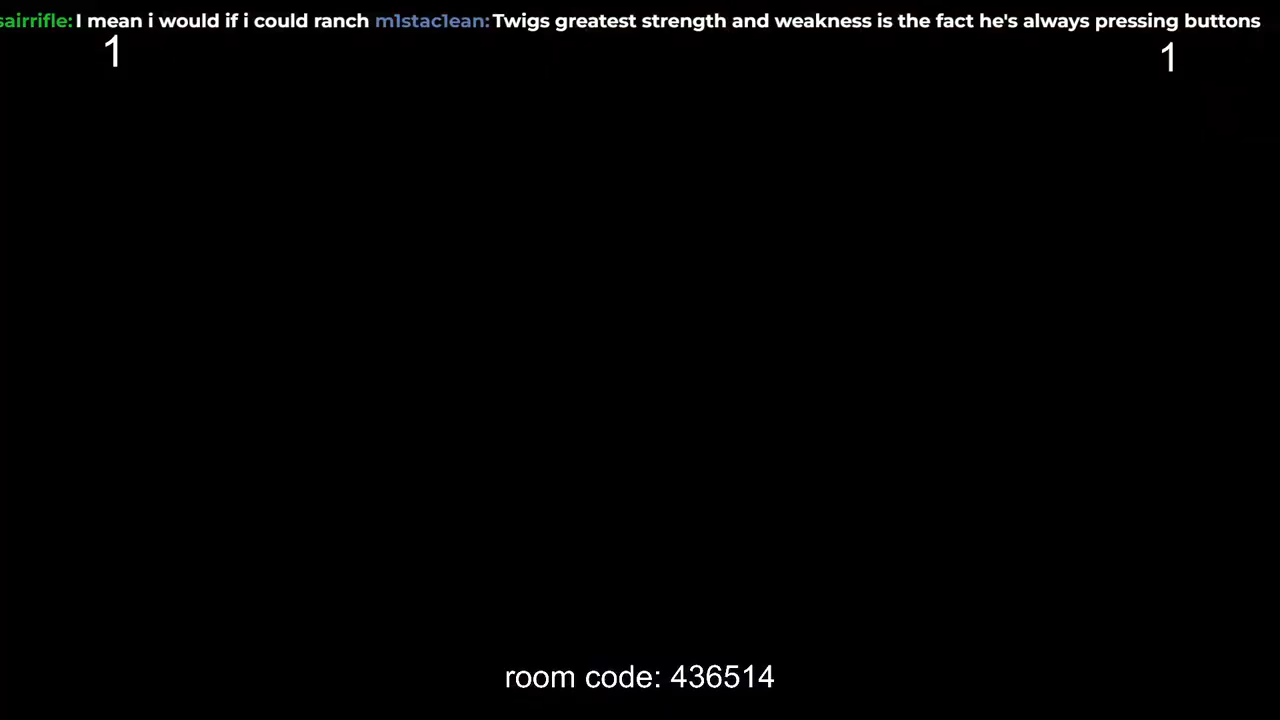 sairrifle: I mean i would if i could ranch m1stac1ean: Twigs greatest strength and weakness is the fact he's always pressing buttons
1 1
room code: 436514